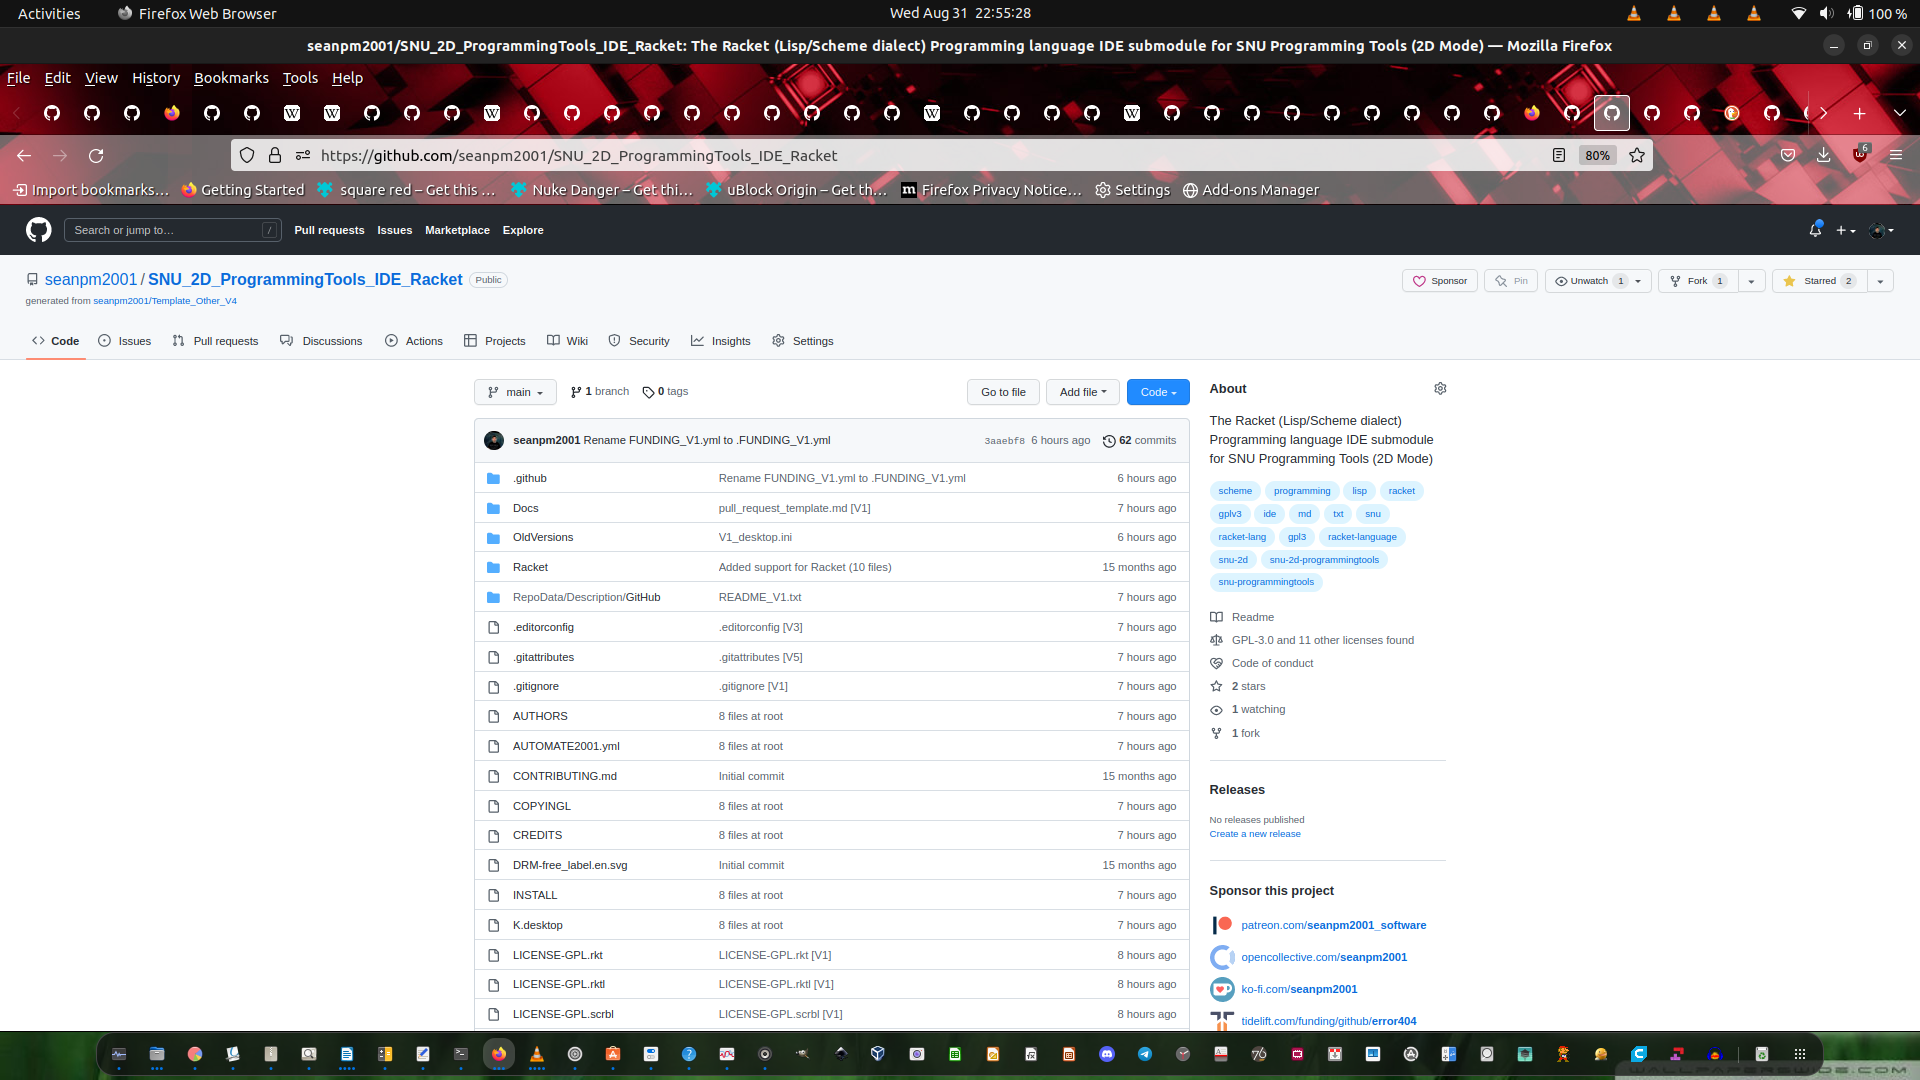 Activities
Firefox Web Browser
Wed Aug 31 22:55:28
100 %
seanpm2001/SNU_2D_ProgrammingTools_IDE_Racket: The Racket (Lisp/Scheme dialect) Programming language IDE submodule for SNU Programming Tools (2D Mode) — Mozilla Firefox
File Edit View History Bookmarks Tools Help
https://github.com/seanpm2001/SNU_2D_ProgrammingTools_IDE_Racket
80%
6
Import bookmarks…
Getting Started
square red – Get this …
Nuke Danger – Get thi…
uBlock Origin – Get th…
Firefox Privacy Notice…
Settings
Add-ons Manager
Search or jump to…
/
Pull requests Issues Marketplace Explore
seanpm2001 / SNU_2D_ProgrammingTools_IDE_Racket Public
generated from seanpm2001/Template_Other_V4
Sponsor
Pin
Unwatch 1
Fork 1
Starred 2
Code
Issues
Pull requests
Discussions
Actions
Projects
Wiki
Security
Insights
Settings
main
1 branch
0 tags
Go to file
Add file
Code
seanpm2001 Rename FUNDING_V1.yml to .FUNDING_V1.yml 3aaebf8 6 hours ago 62 commits
.github Rename FUNDING_V1.yml to .FUNDING_V1.yml 6 hours ago
Docs pull_request_template.md [V1] 7 hours ago
OldVersions V1_desktop.ini 6 hours ago
Racket Added support for Racket (10 files) 15 months ago
RepoData/Description/GitHub README_V1.txt 7 hours ago
.editorconfig .editorconfig [V3] 7 hours ago
.gitattributes .gitattributes [V5] 7 hours ago
.gitignore .gitignore [V1] 7 hours ago
AUTHORS 8 files at root 7 hours ago
AUTOMATE2001.yml 8 files at root 7 hours ago
CONTRIBUTING.md Initial commit 15 months ago
COPYINGL 8 files at root 7 hours ago
CREDITS 8 files at root 7 hours ago
DRM-free_label.en.svg Initial commit 15 months ago
INSTALL 8 files at root 7 hours ago
K.desktop 8 files at root 7 hours ago
LICENSE-GPL.rkt LICENSE-GPL.rkt [V1] 8 hours ago
LICENSE-GPL.rktl LICENSE-GPL.rktl [V1] 8 hours ago
LICENSE-GPL.scrbl LICENSE-GPL.scrbl [V1] 8 hours ago
About
The Racket (Lisp/Scheme dialect)
Programming language IDE submodule
for SNU Programming Tools (2D Mode)
scheme programming lisp racket
gplv3 ide md txt snu
racket-lang gpl3 racket-language
snu-2d snu-2d-programmingtools
snu-programmingtools
Readme
GPL-3.0 and 11 other licenses found
Code of conduct
2 stars
1 watching
1 fork
Releases
No releases published
Create a new release
Sponsor this project
patreon.com/seanpm2001_software
opencollective.com/seanpm2001
ko-fi.com/seanpm2001
tidelift.com/funding/github/error404